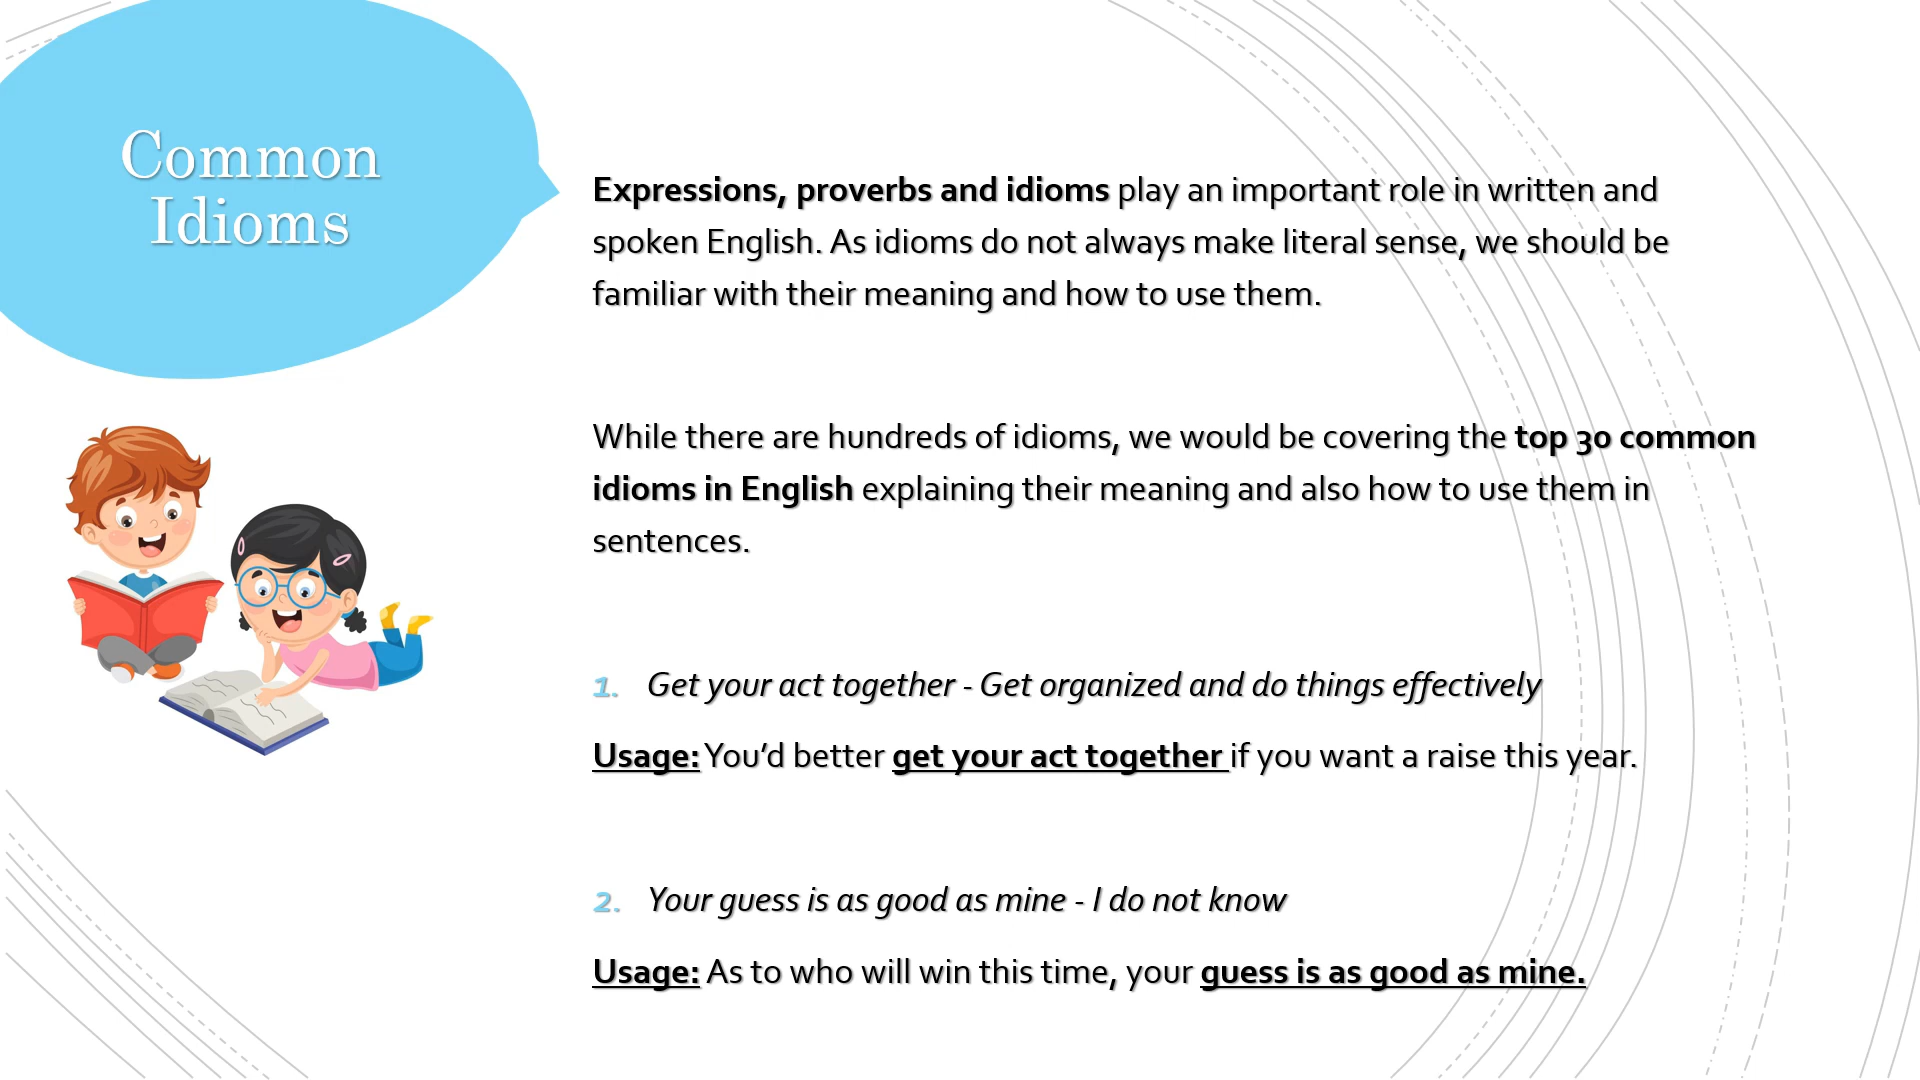 Common
Idioms
Expressions, proverbs and idioms play an important role in written and
spoken English. As idioms do not always make literal sense, we should be
familiar with their meaning and how to use them.
While there are hundreds of idioms, we would be covering the top 30 common
idioms in English explaining their meaning and also how to use them in
sentences.
1. Get your act together - Get organized and do things effectively
Usage: You’d better get your act together if you want a raise this year.
2. Your guess is as good as mine - I do not know
Usage: As to who will win this time, your guess is as good as mine.